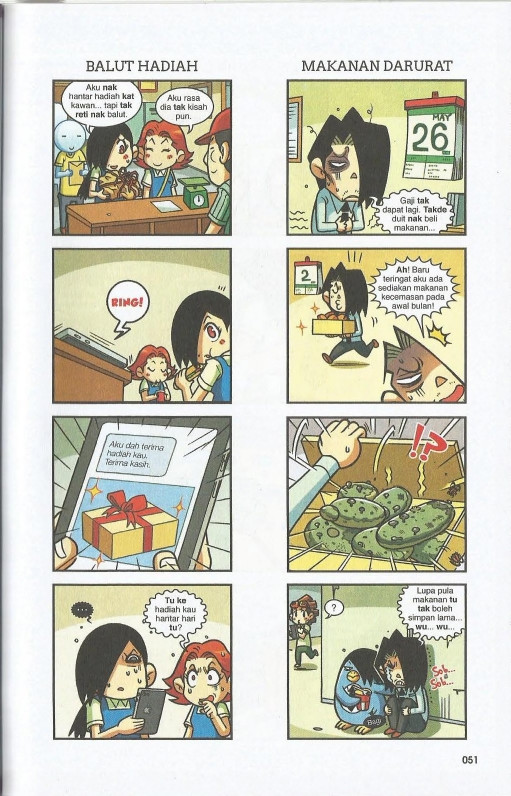 BALUT HADIAH
Aku nak
hantar hadiah kat
kawan... tapi tak
reti nak balut.
Aku rasa
dia tak kisah
pun.
RING!
Aku dah terima
hadiah kau.
Terima kasih.
...
Tu ke
hadiah kau
hantar hari
tu?
MAKANAN DARURAT
MAY
26
Gaji tak
dapat lagi. Takde
duit nak beli
makanan...
2
Ah! Baru
teringat aku ada
sediakan makanan
kecemasan pada
awal bulan!
!?
?
Lupa pula
makanan tu
tak boleh
simpan lama...
wu... wu...
Sob...
Sob...
051